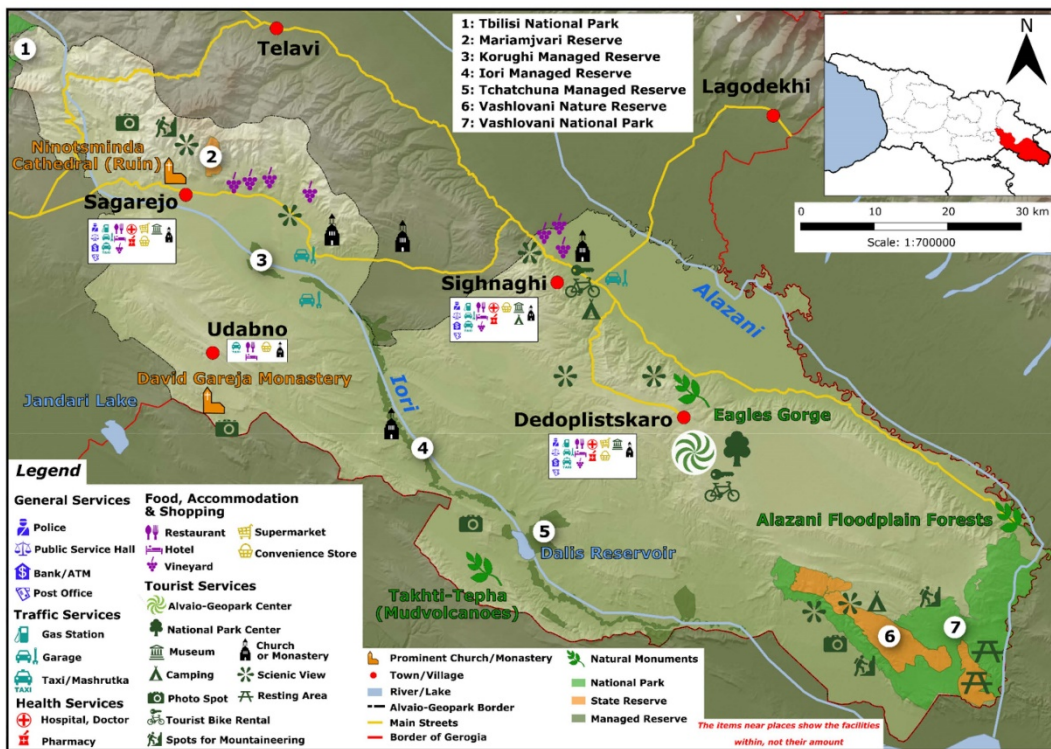 1: Tbilisi National Park
2: Mariamjvari Reserve
3: Korughi Managed Reserve
4: Iori Managed Reserve
5: Tchatchuna Managed Reserve
6: Vashlovani Nature Reserve
7: Vashlovani National Park
N
0 10 20 30 km
Scale: 1:700000
1
Telavi
Lagodekhi
Ninotsminda
Cathedral (Ruin)
2
Sagarejo
3
Sighnaghi
Alazani
Udabno
David Gareja Monastery
Jandari Lake
Iori
4
Dedoplistskaro
Eagles Gorge
5
Dalis Reservoir
Alazani Floodplain Forests
Takhti-Tepha
(Mudvolcanoes)
6
7
Legend
General Services
Police
Public Service Hall
Bank/ATM
Post Office
Traffic Services
Gas Station
Garage
TAXI
Taxi/Mashrutka
Health Services
Hospital, Doctor
Pharmacy
Food, Accommodation
& Shopping
Restaurant
Hotel
Vineyard
Supermarket
Convenience Store
Tourist Services
Alvaio-Geopark Center
National Park Center
Museum
Church
or Monastery
Camping
Scienic View
Photo Spot
Resting Area
Tourist Bike Rental
Spots for Mountaineering
Prominent Church/Monastery
Town/Village
River/Lake
Alvaio-Geopark Border
Main Streets
Border of Gerogia
Natural Monuments
National Park
State Reserve
Managed Reserve
The items near places show the facilities
within, not their amount